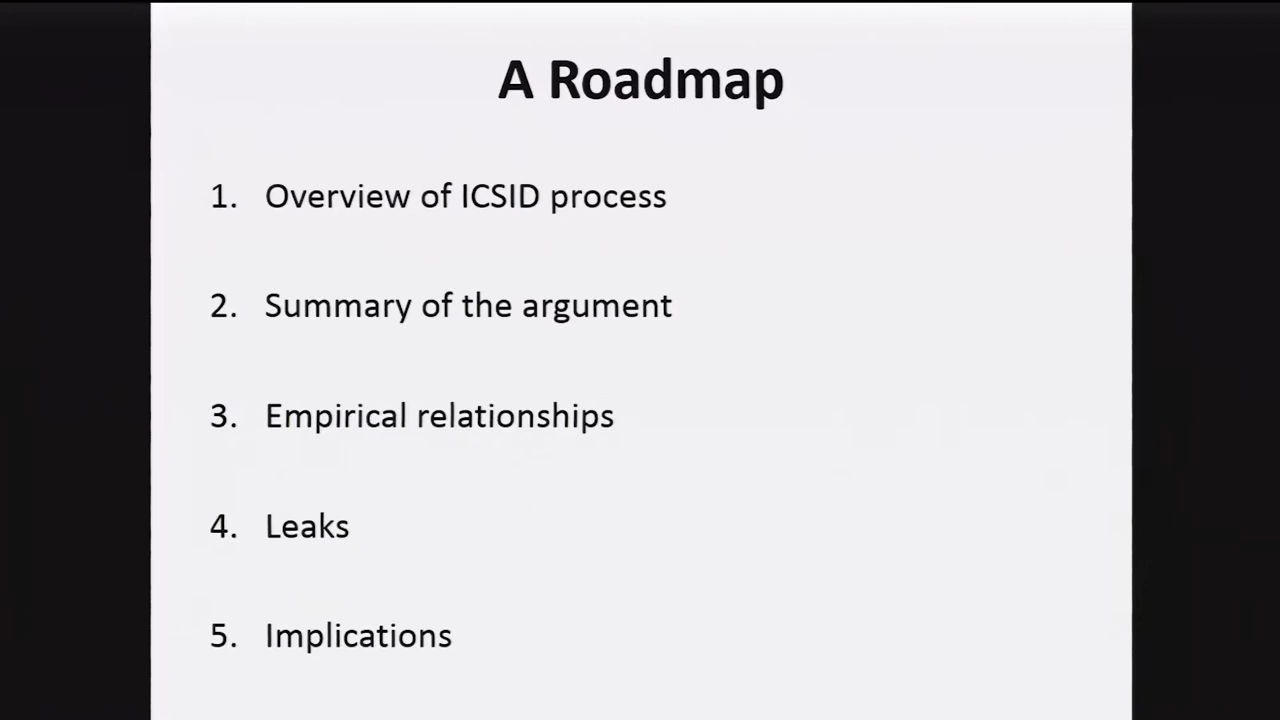 A Roadmap
1. Overview of ICSID process
2. Summary of the argument
3. Empirical relationships
4. Leaks
5. Implications